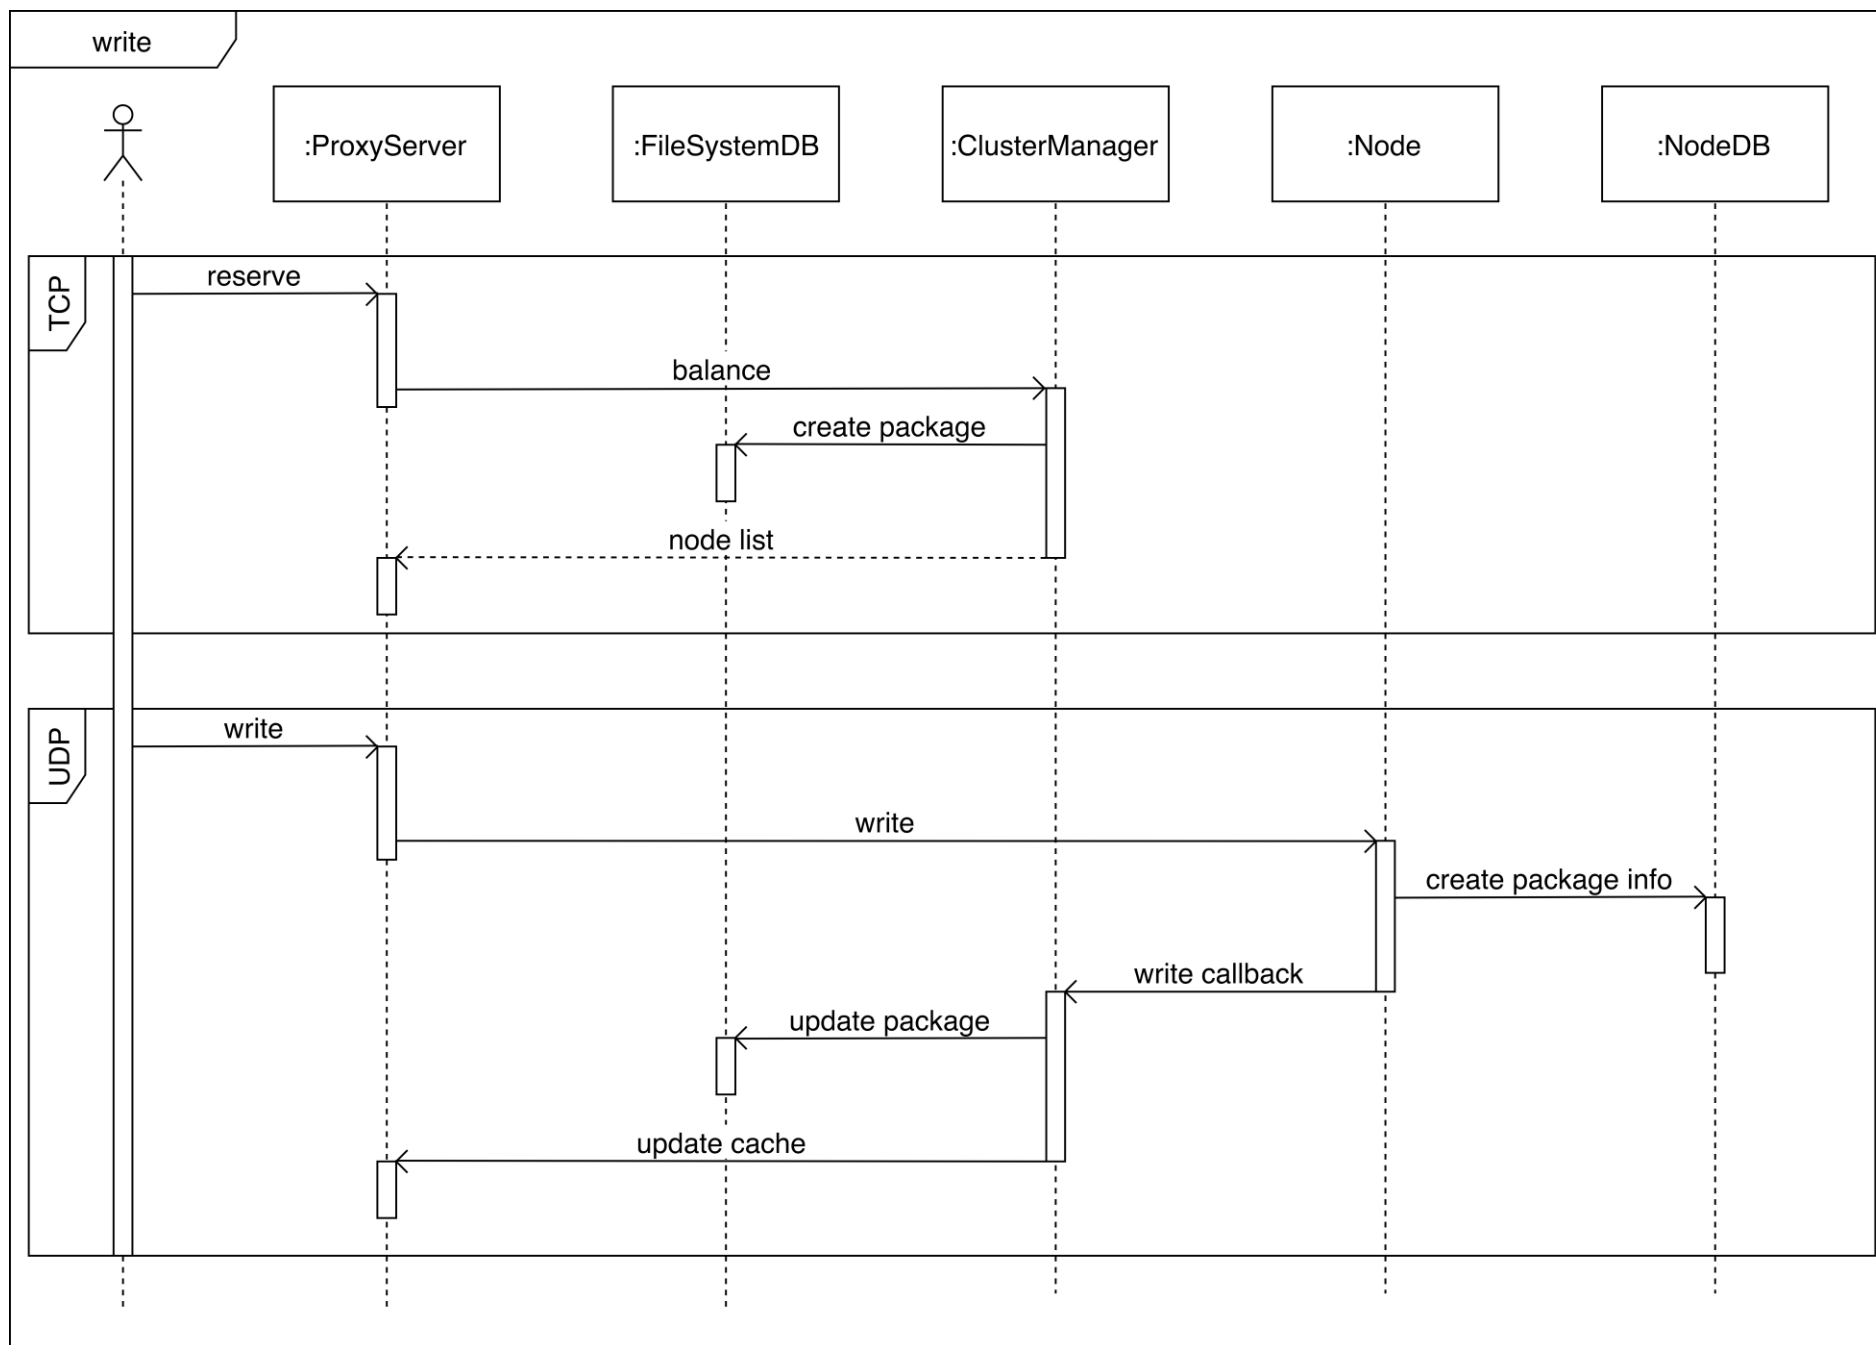 write
:ProxyServer
:FileSystemDB
:ClusterManager
:Node
:NodeDB
TCP
reserve
balance
create package
node list
UDP
write
write
create package info
write callback
update package
update cache